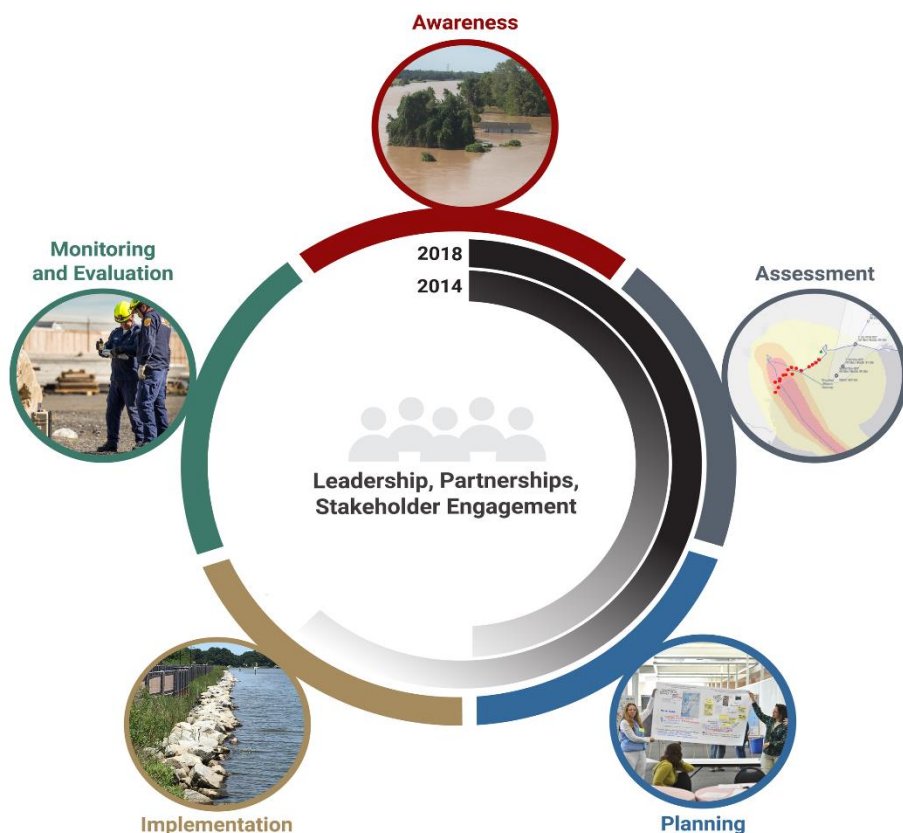 Awareness
Monitoring
and Evaluation
2018
2014
Assessment
Leadership, Partnerships,
Stakeholder Engagement
Implementation
Planning